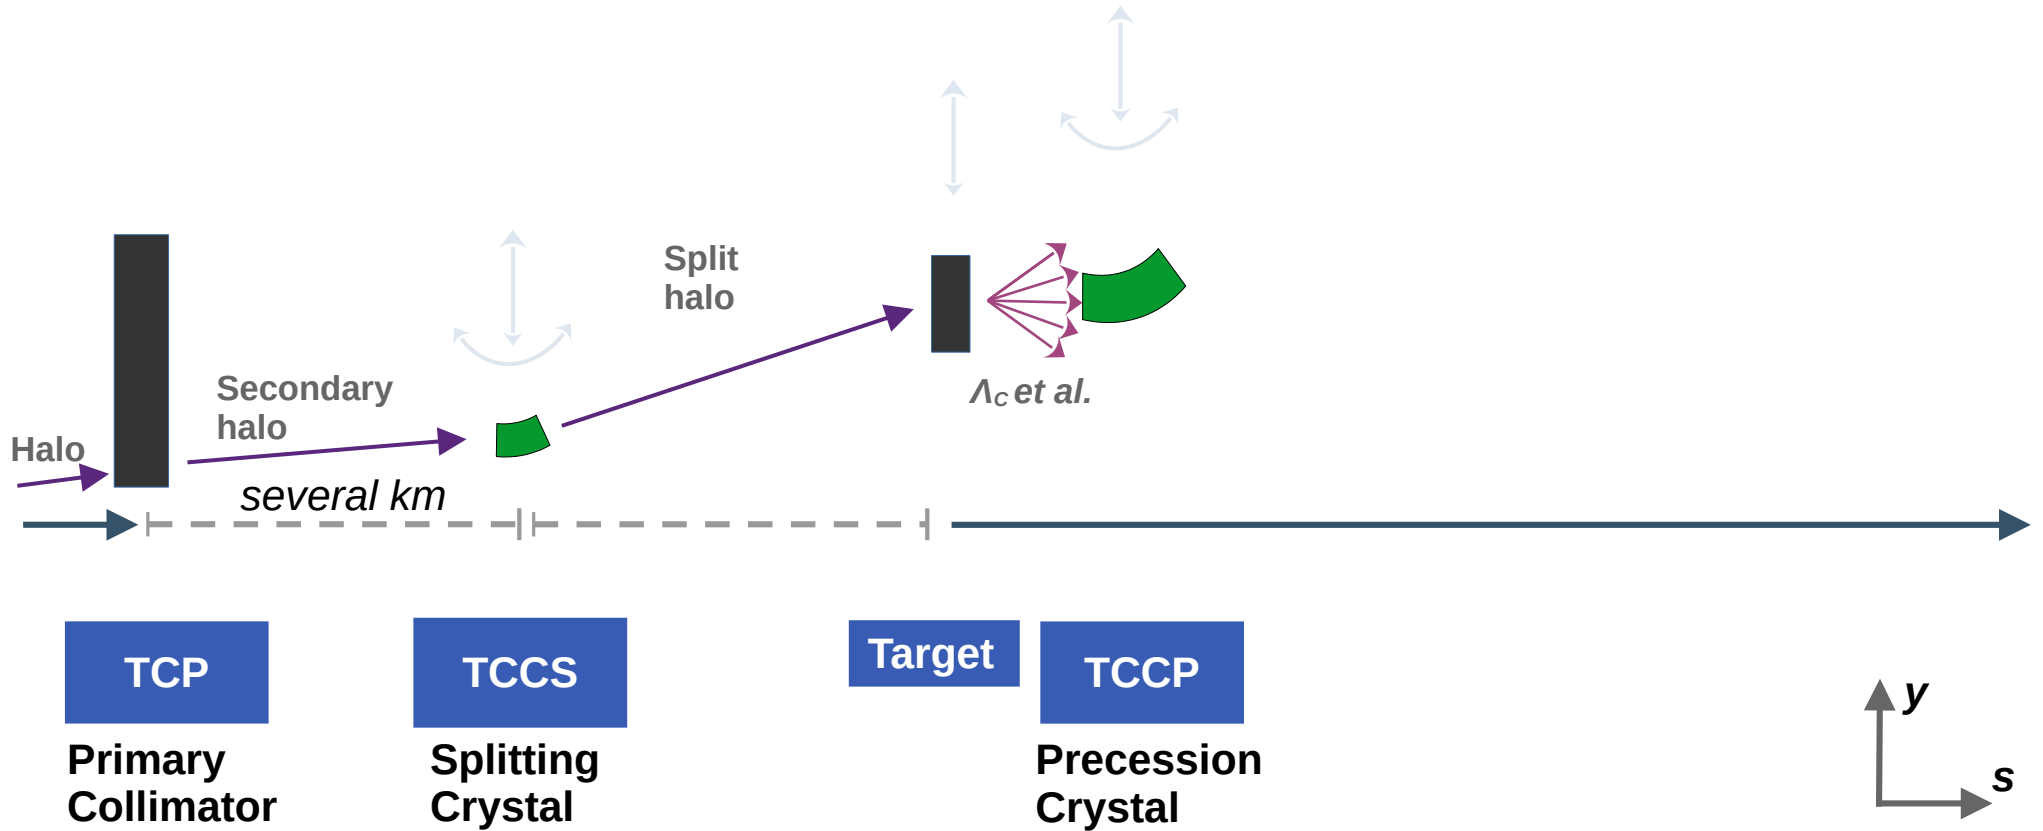 Split
halo
Secondary
halo
Halo
Λc et al.
several km
TCP
TCCS
Target
TCCP
Primary
Collimator
Splitting
Crystal
Precession
Crystal
y
s